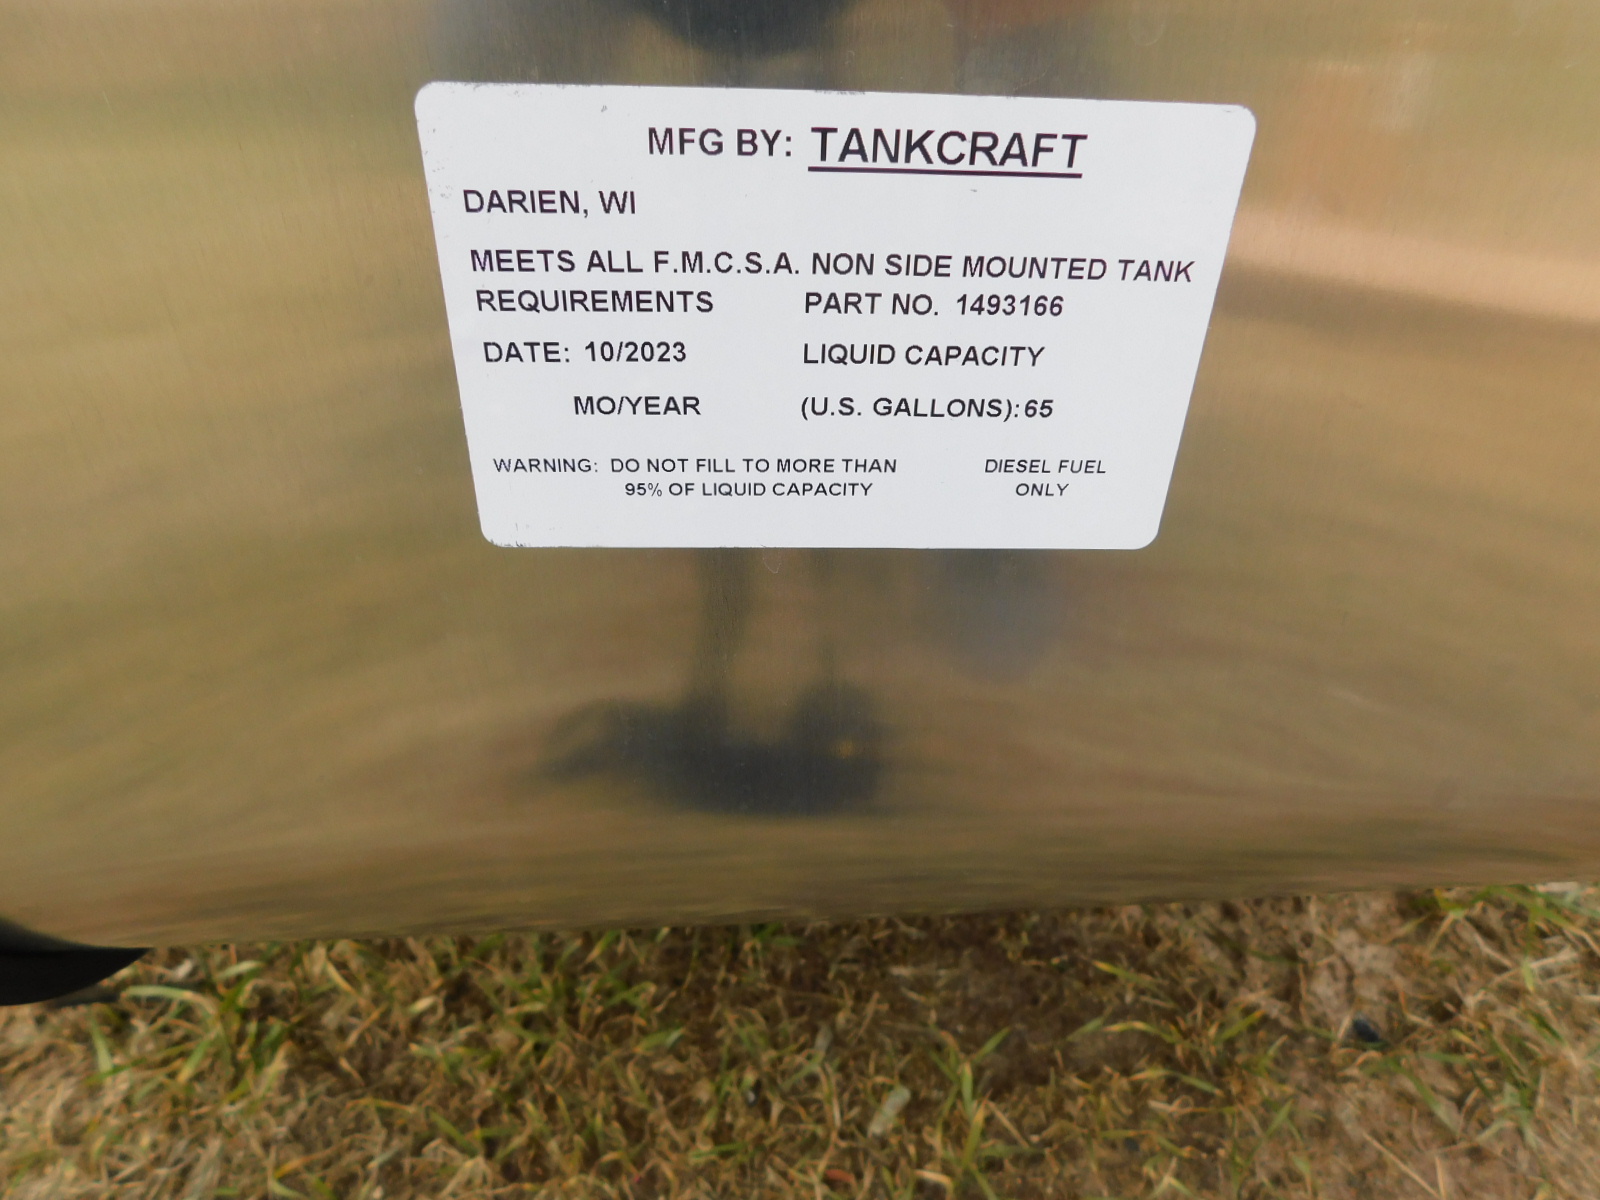 MFG BY: TANKCRAFT
DARIEN, WI
MEETS ALL F.M.C.S.A. NON SIDE MOUNTED TANK
REQUIREMENTS PART NO. 1493166
DATE: 10/2023 LIQUID CAPACITY
MO/YEAR (U.S. GALLONS): 65
WARNING: DO NOT FILL TO MORE THAN DIESEL FUEL
95% OF LIQUID CAPACITY ONLY